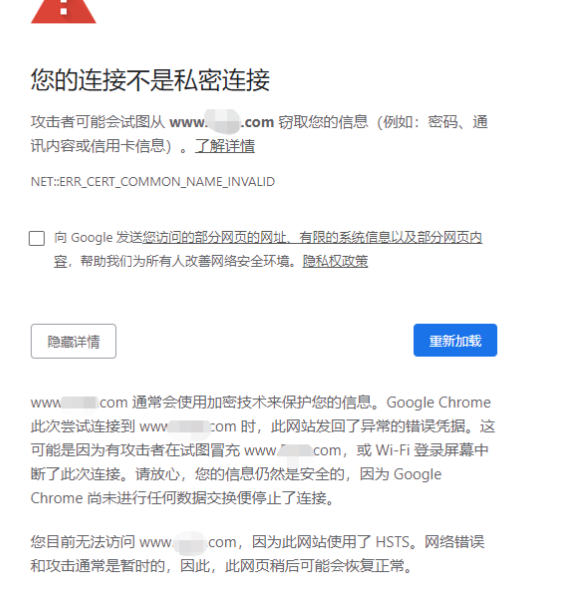 您的连接不是私密连接
攻击者可能会试图从 www. .com 窃取您的信息（例如：密码、通
讯内容或信用卡信息）。了解详情
NET::ERR_CERT_COMMON_NAME_INVALID
向 Google 发送您访问的部分网页的网址、有限的系统信息以及部分网页内
容，帮助我们为所有人改善网络安全环境。隐私权政策
隐藏详情
重新加载
www .com 通常会使用加密技术来保护您的信息。Google Chrome
此次尝试连接到 www .com 时，此网站发回了异常的错误凭据。这
可能是因为有攻击者在试图冒充 www. .com，或 Wi-Fi 登录屏幕中
断了此次连接。请放心，您的信息仍然是安全的，因为 Google
Chrome 尚未进行任何数据交换便停止了连接。
您目前无法访问 www. .com，因为此网站使用了 HSTS。网络错误
和攻击通常是暂时的，因此，此网页稍后可能会恢复正常。